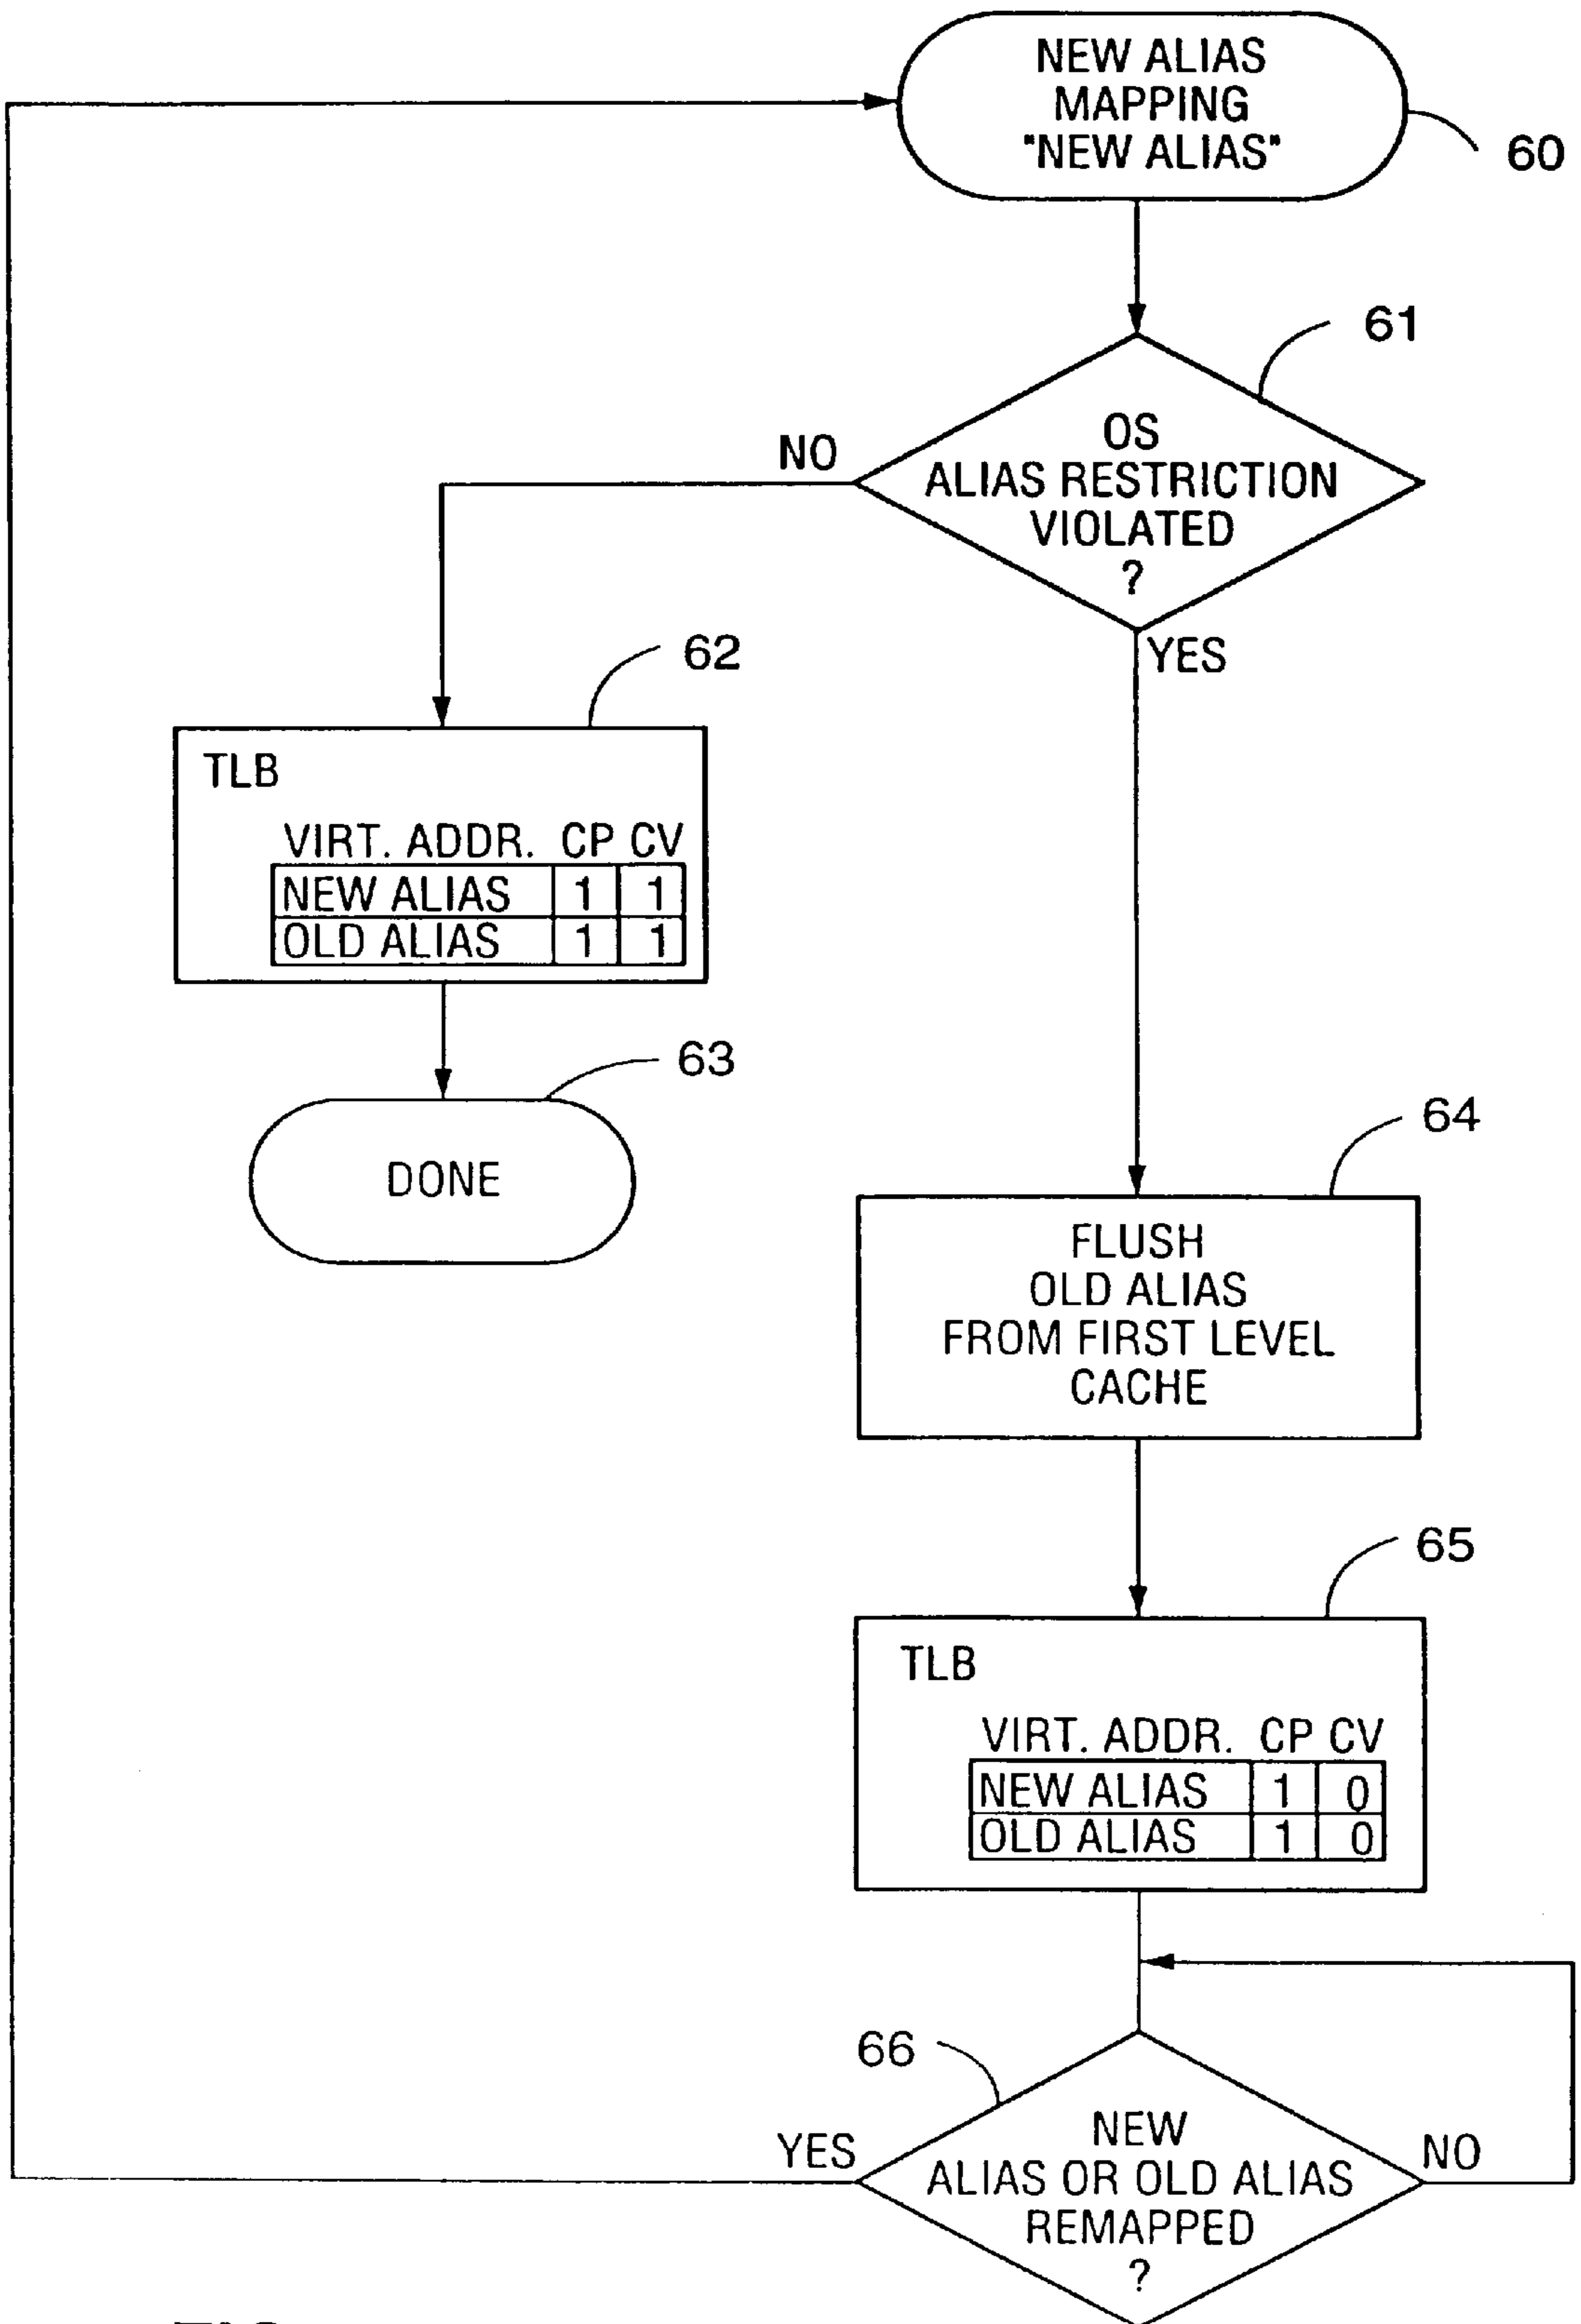 NEW ALIAS
MAPPING
"NEW ALIAS"
60
61
OS
ALIAS RESTRICTION
VIOLATED
?
NO
YES
62
TLB
VIRT. ADDR. CP CV
NEW ALIAS 1 1
OLD ALIAS 1 1
63
DONE
64
FLUSH
OLD ALIAS
FROM FIRST LEVEL
CACHE
65
TLB
VIRT. ADDR. CP CV
NEW ALIAS 1 0
OLD ALIAS 1 0
66
NEW
ALIAS OR OLD ALIAS
REMAPPED
?
YES
NO